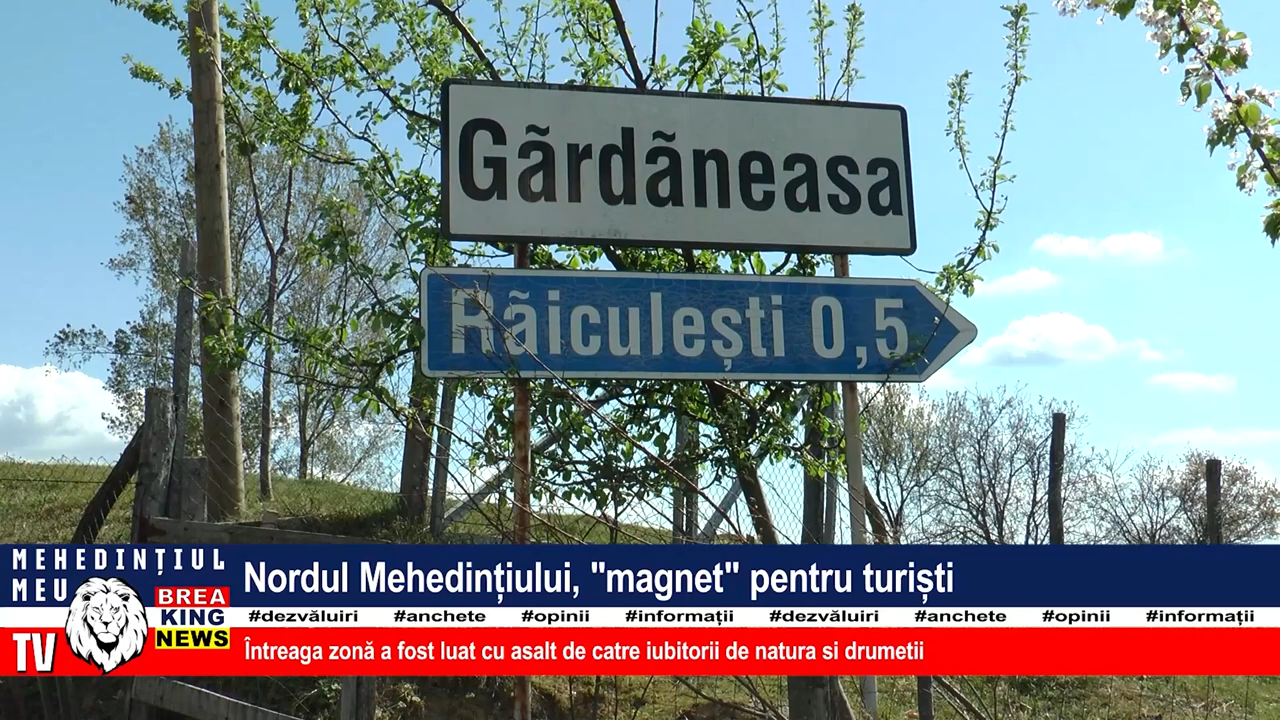 Gãrdãneasa
Rãiculeşti 0,5
MEHEDINȚIUL
MEU
TV
BREA
KING
NEWS
Nordul Mehedințiului, "magnet" pentru turiști
#dezvăluiri #anchete #opinii #informații #dezvăluiri #anchete #opinii #informații
Întreaga zonă a fost luat cu asalt de catre iubitorii de natura si drumetii